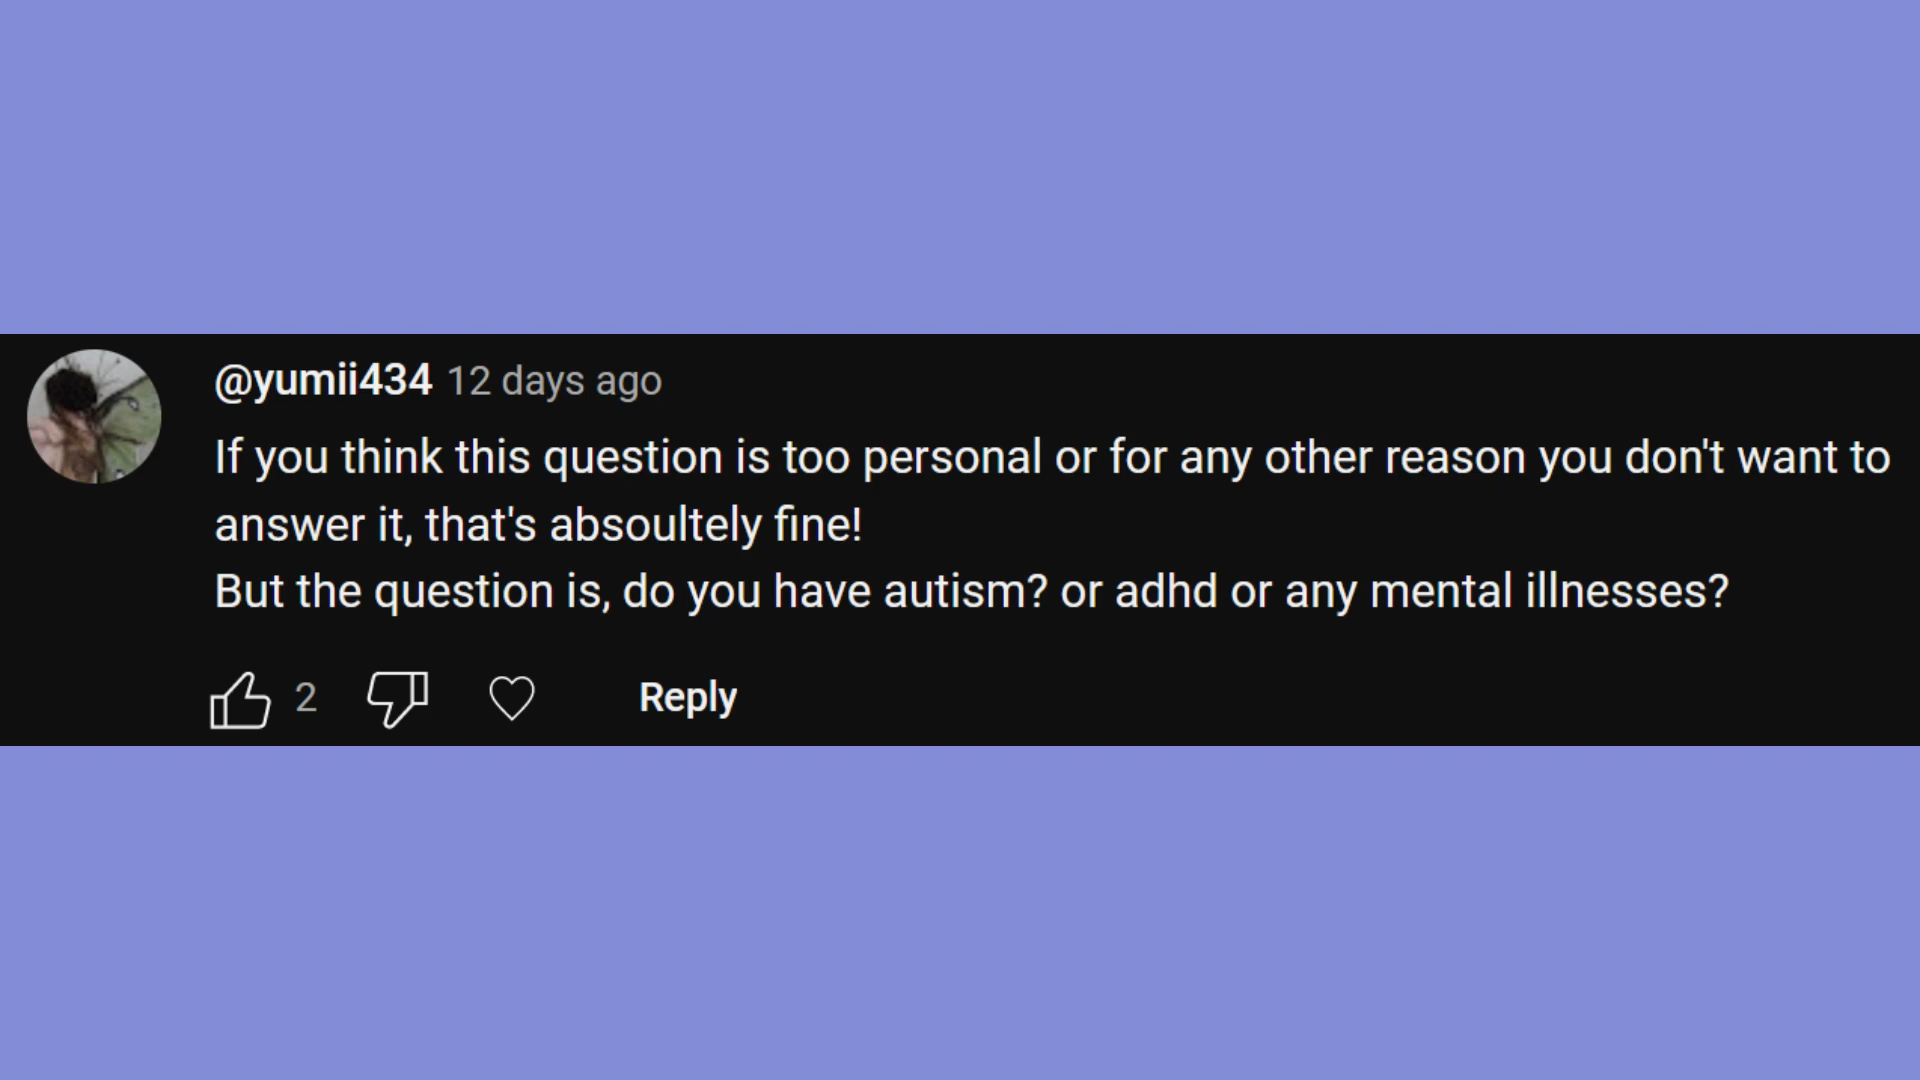 @yumii434 12 days ago
If you think this question is too personal or for any other reason you don't want to
answer it, that's absoultely fine!
But the question is, do you have autism? or adhd or any mental illnesses?
2 Reply